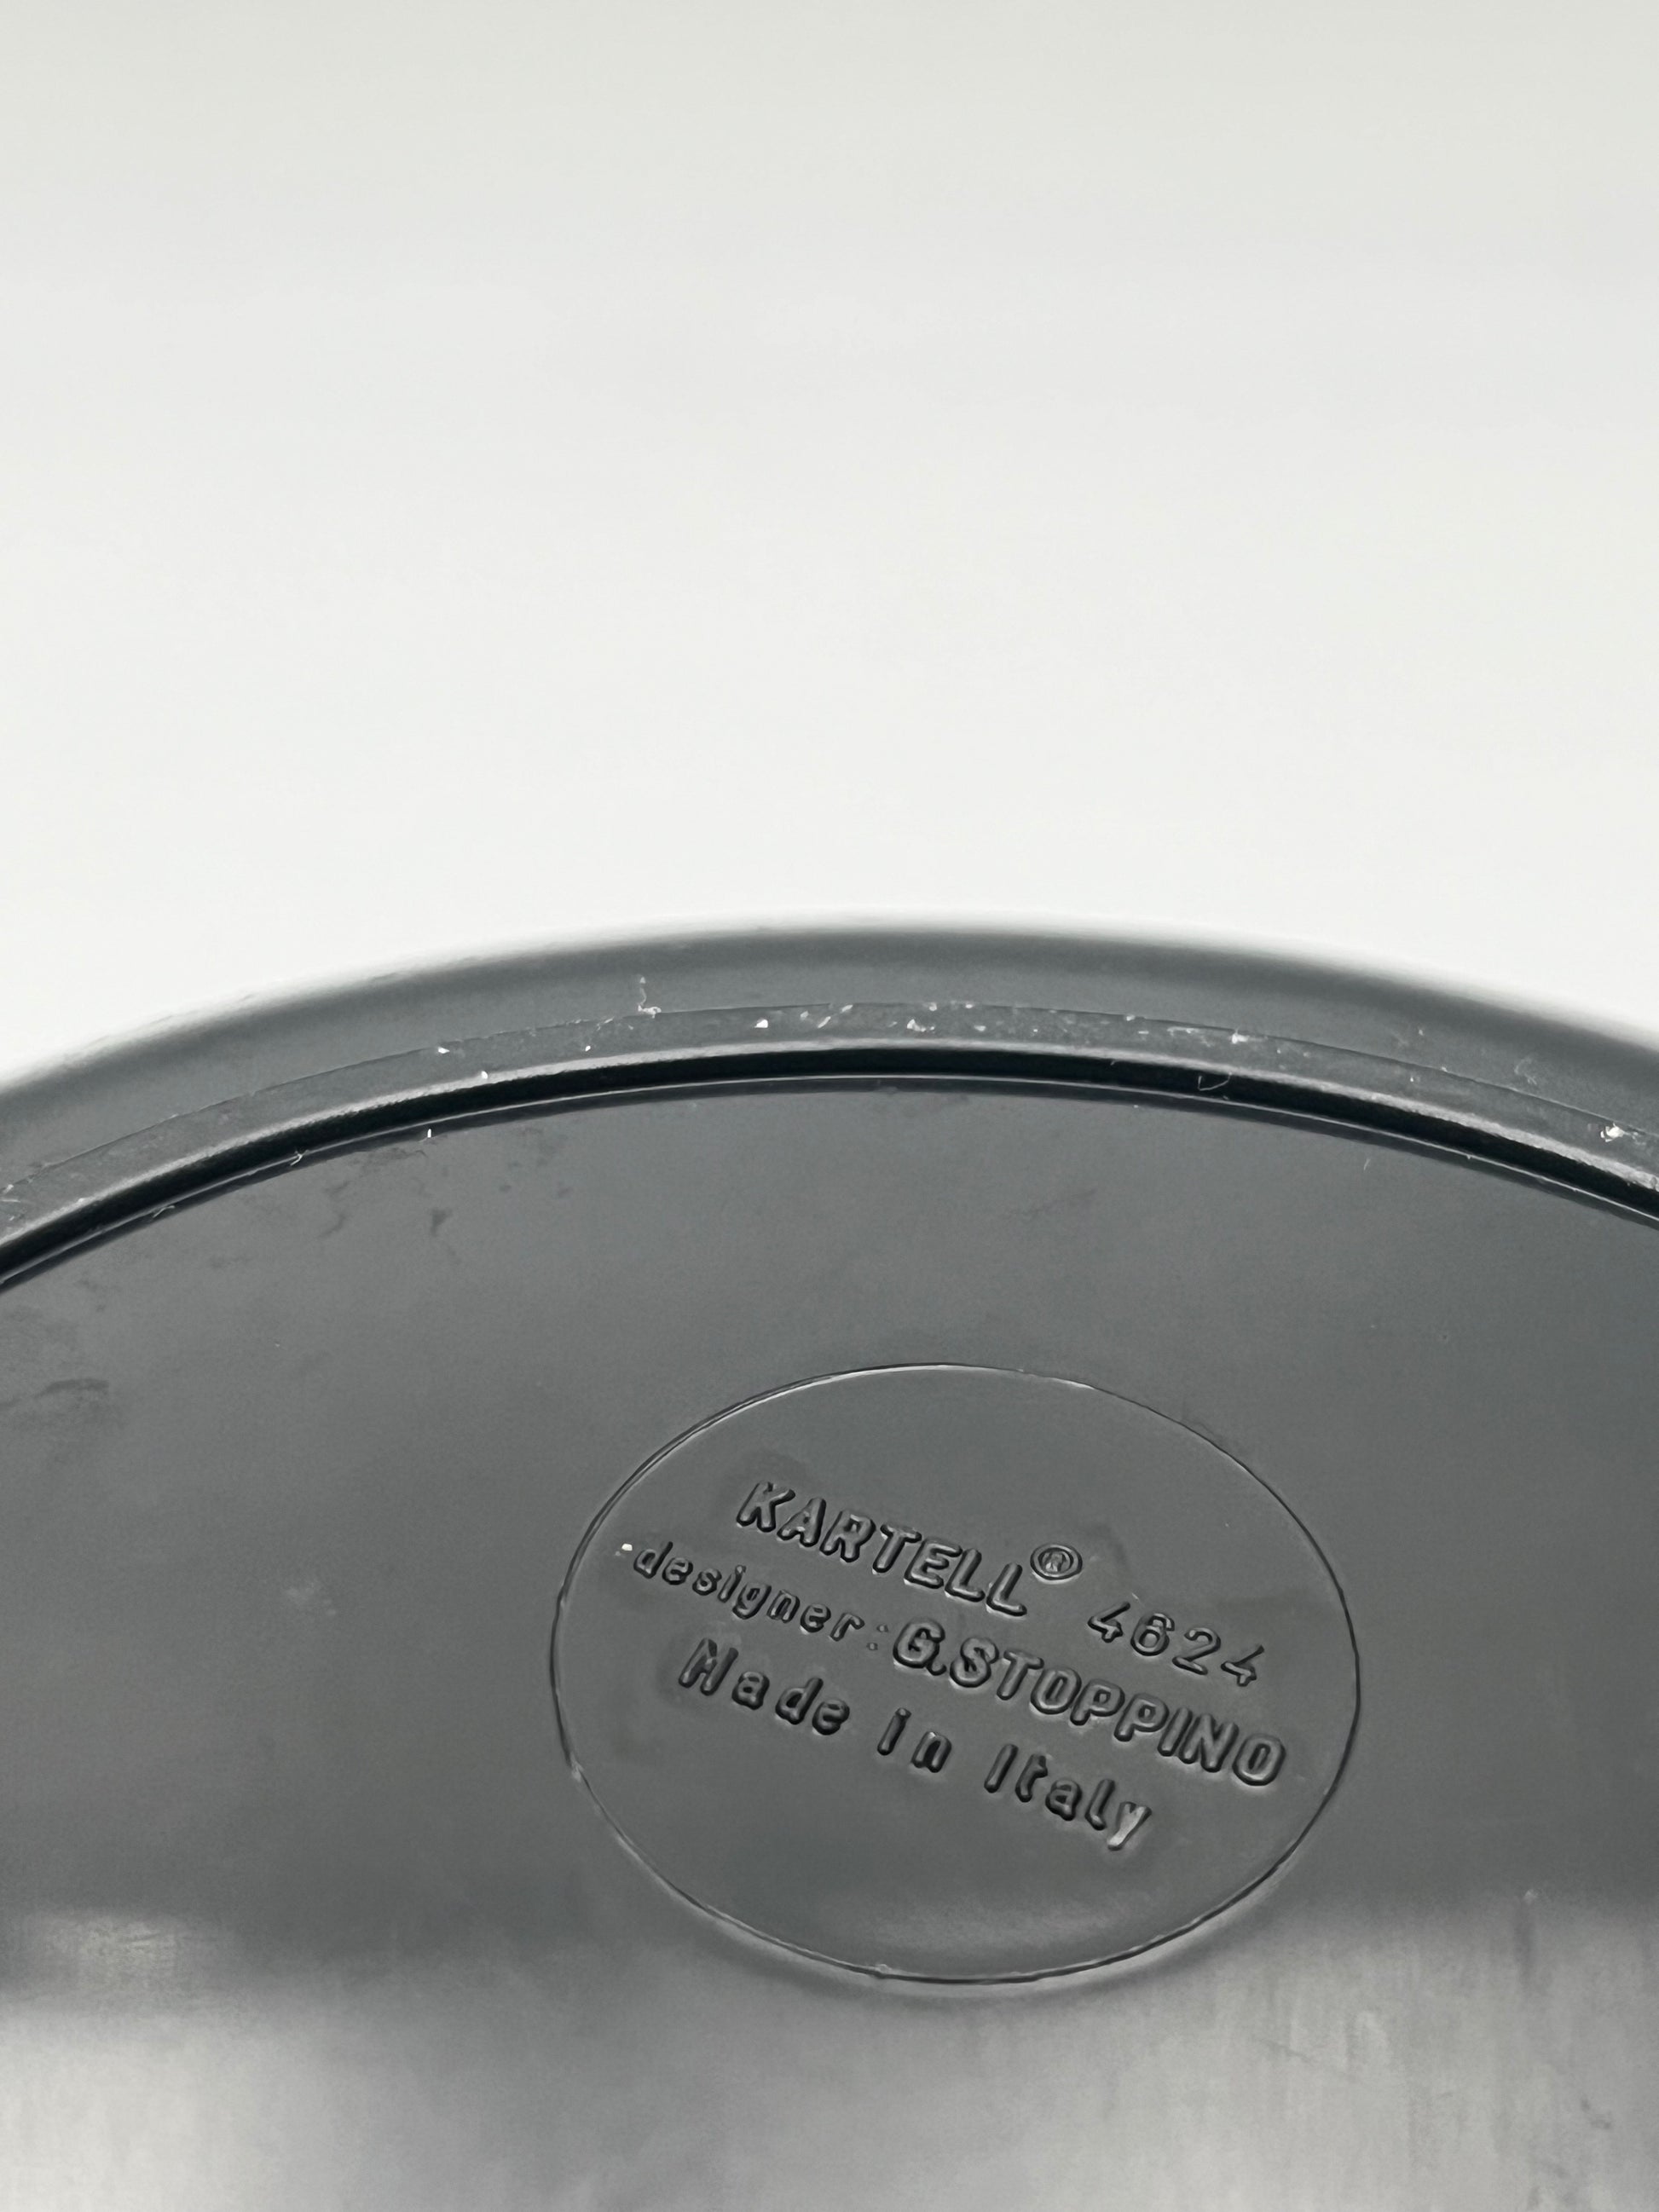 KARTELL® 4624
designer: G.STOPPINO
Made in Italy